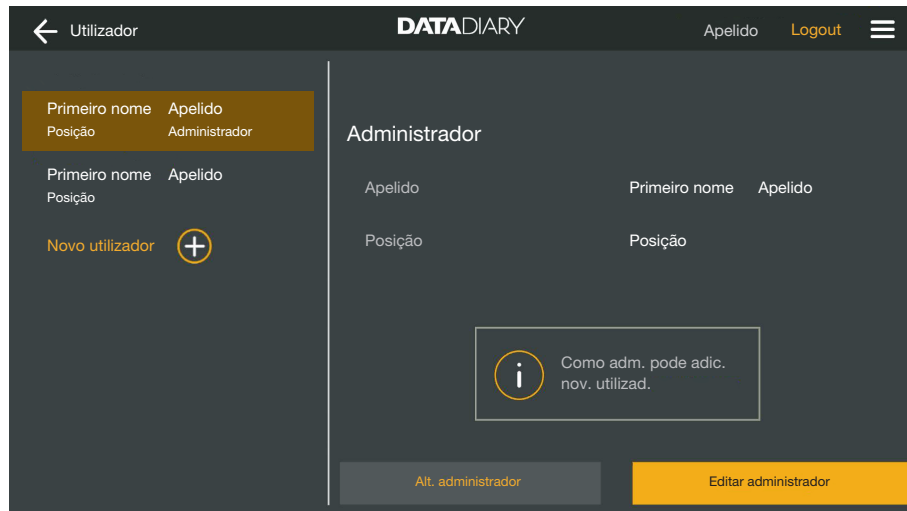 Utilizador
DATADIARY
Apelido Logout
Primeiro nome Apelido
Posição Administrador
Primeiro nome Apelido
Posição
Novo utilizador
Administrador
Apelido Primeiro nome Apelido
Posição Posição
i
Como adm. pode adic.
nov. utilizad.
Alt. administrador
Editar administrador